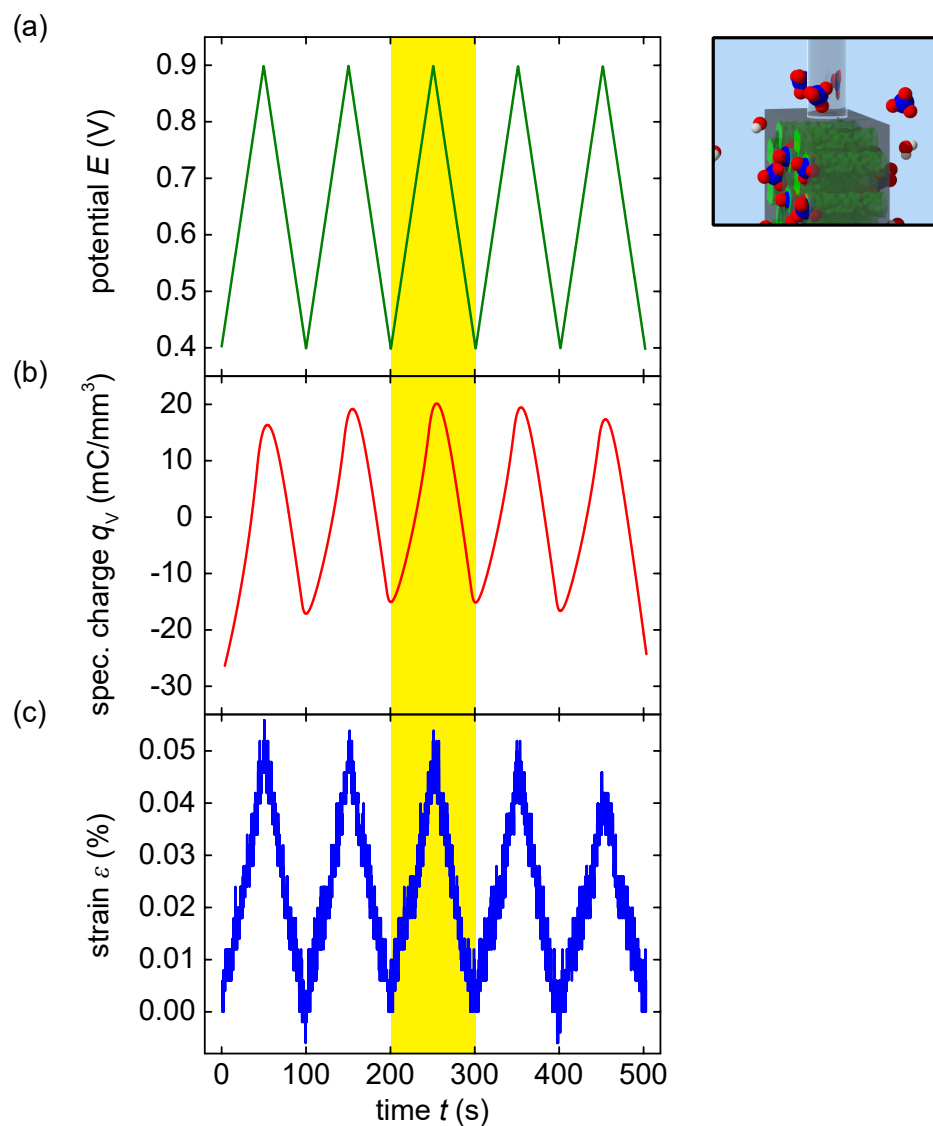 (a)
potential E (V)
0.9
0.8
0.7
0.6
0.5
0.4
(b)
spec. charge qV (mC/mm³)
20
10
0
-10
-20
-30
(c)
strain ε (%)
0.05
0.04
0.03
0.02
0.01
0.00
0 100 200 300 400 500
time t (s)